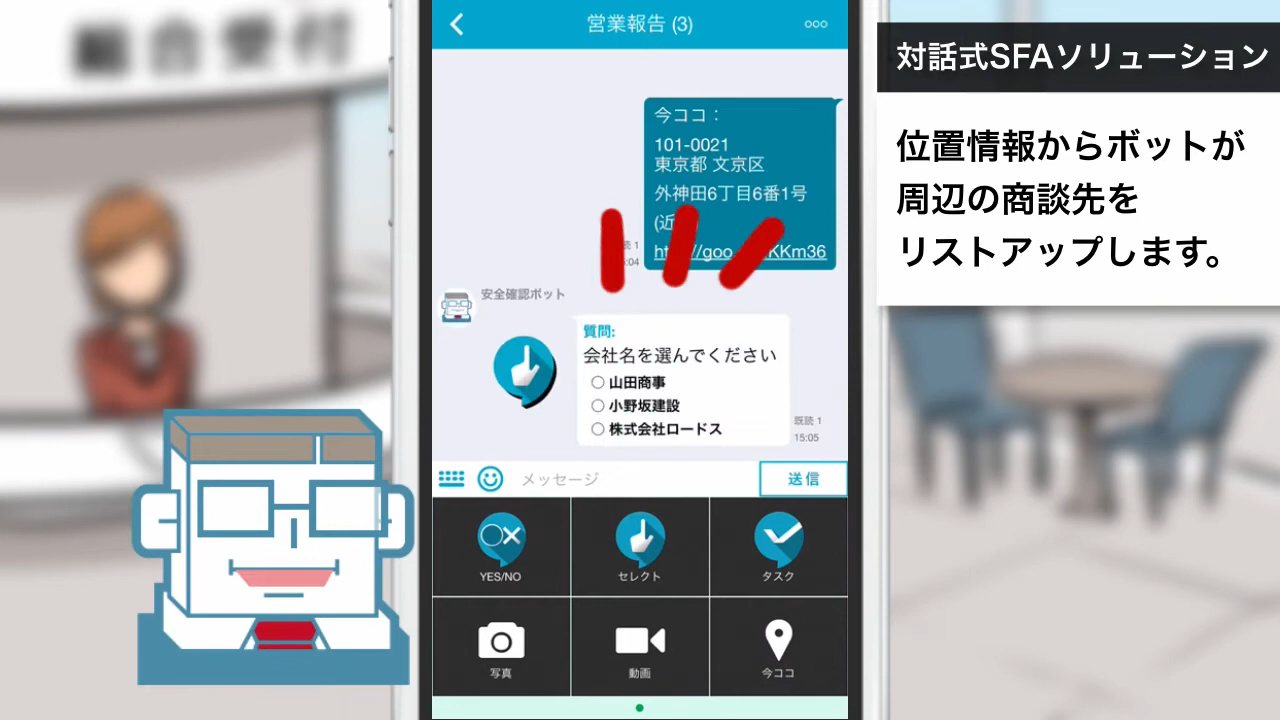 総合受付
営業報告 (3)
対話式SFAソリューション
位置情報からボットが
周辺の商談先を
リストアップします。
今ココ：
101-0021
東京都 文京区
外神田6丁目6番1号
(近
KKm36
安全確認ボット
質問:
会社名を選んでください
山田商事
小野坂建設
株式会社ロードス
既読 1
15:05
メッセージ
送信
YES/NO
セレクト
タスク
写真
動画
今ココ